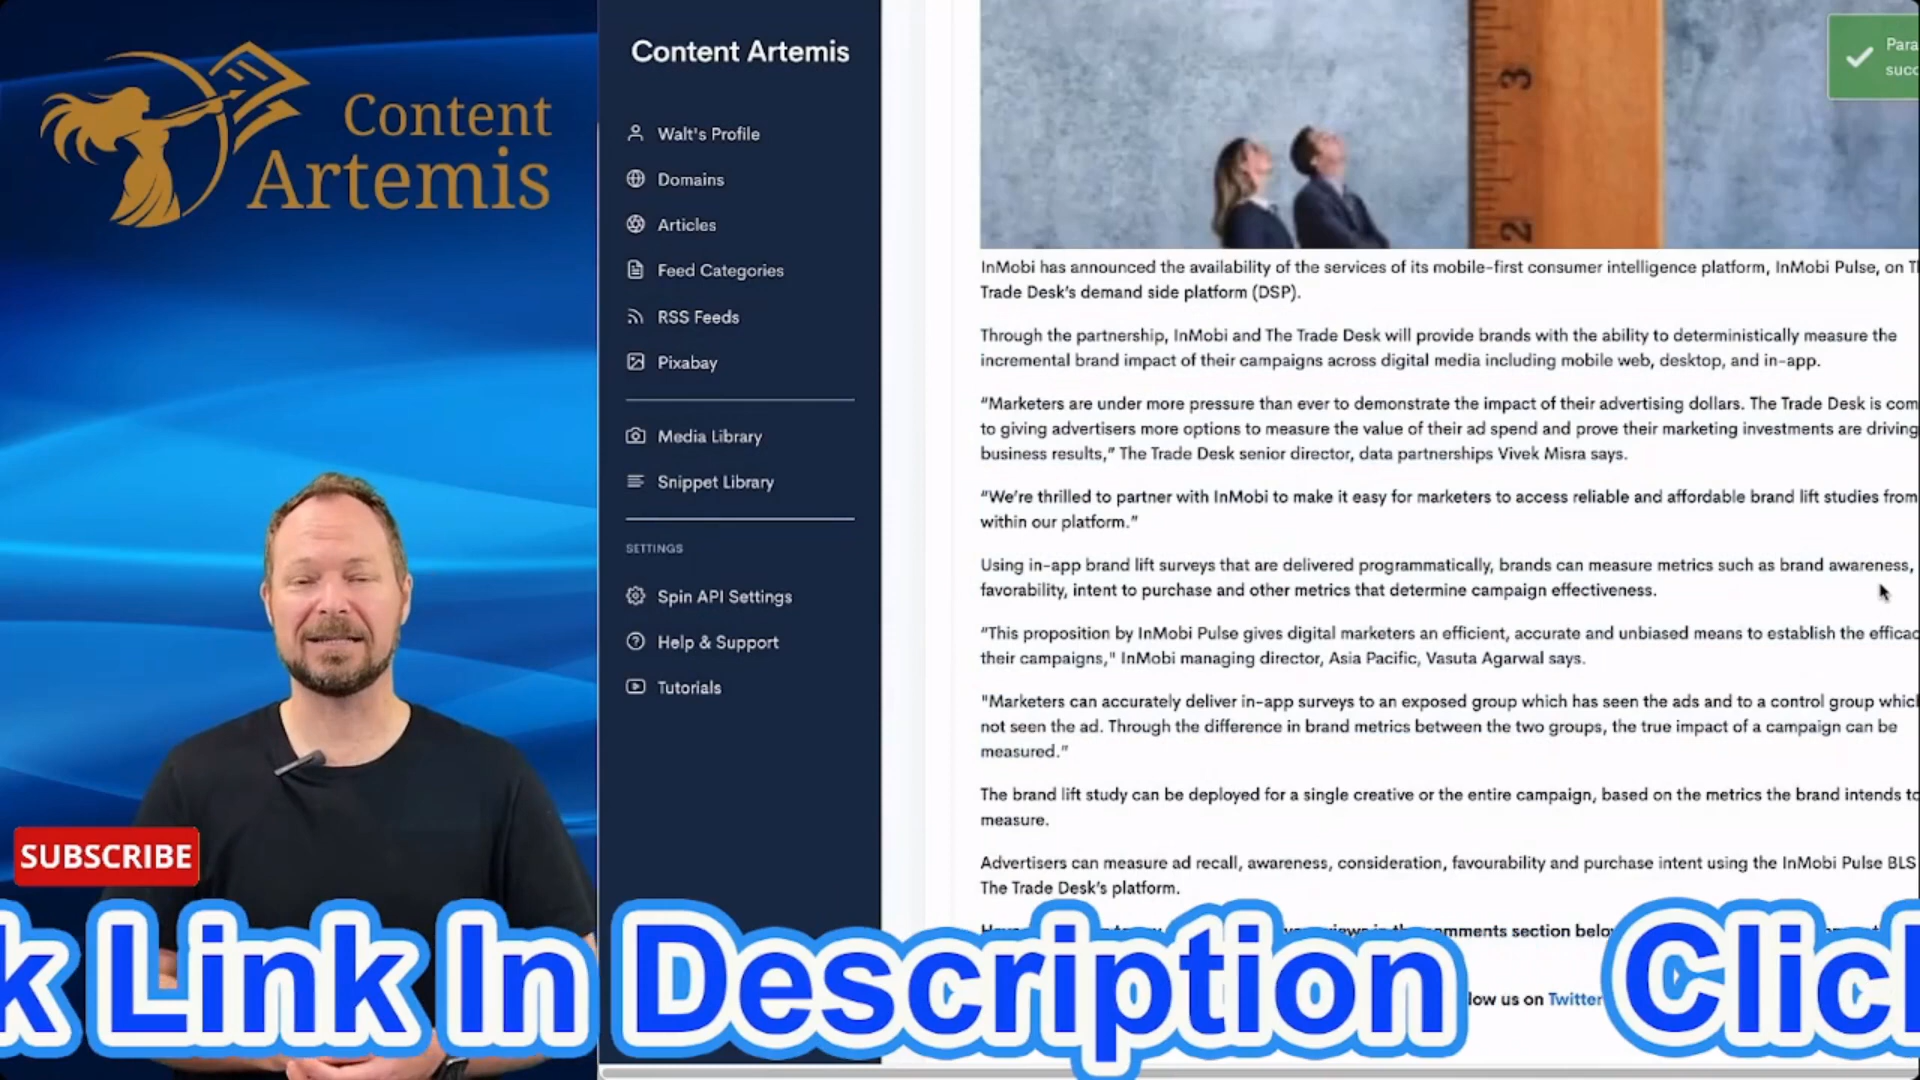 Content
Artemis
SUBSCRIBE
Content Artemis
Walt's Profile
Domains
Articles
Feed Categories
RSS Feeds
Pixabay
Media Library
Snippet Library
SETTINGS
Spin API Settings
Help & Support
Tutorials
3
2
Para
succ
InMobi has announced the availability of the services of its mobile-first consumer intelligence platform, InMobi Pulse, on T
Trade Desk’s demand side platform (DSP).
Through the partnership, InMobi and The Trade Desk will provide brands with the ability to deterministically measure the
incremental brand impact of their campaigns across digital media including mobile web, desktop, and in-app.
“Marketers are under more pressure than ever to demonstrate the impact of their advertising dollars. The Trade Desk is com
to giving advertisers more options to measure the value of their ad spend and prove their marketing investments are driving
business results,” The Trade Desk senior director, data partnerships Vivek Misra says.
“We’re thrilled to partner with InMobi to make it easy for marketers to access reliable and affordable brand lift studies from
within our platform.”
Using in-app brand lift surveys that are delivered programmatically, brands can measure metrics such as brand awareness,
favorability, intent to purchase and other metrics that determine campaign effectiveness.
“This proposition by InMobi Pulse gives digital marketers an efficient, accurate and unbiased means to establish the effica
their campaigns," InMobi managing director, Asia Pacific, Vasuta Agarwal says.
"Marketers can accurately deliver in-app surveys to an exposed group which has seen the ads and to a control group whic
not seen the ad. Through the difference in brand metrics between the two groups, the true impact of a campaign can be
measured.”
The brand lift study can be deployed for a single creative or the entire campaign, based on the metrics the brand intends to
measure.
Advertisers can measure ad recall, awareness, consideration, favourability and purchase intent using the InMobi Pulse BLS
The Trade Desk’s platform.
views in the comments section below
low us on Twitter
k Link In Description Click